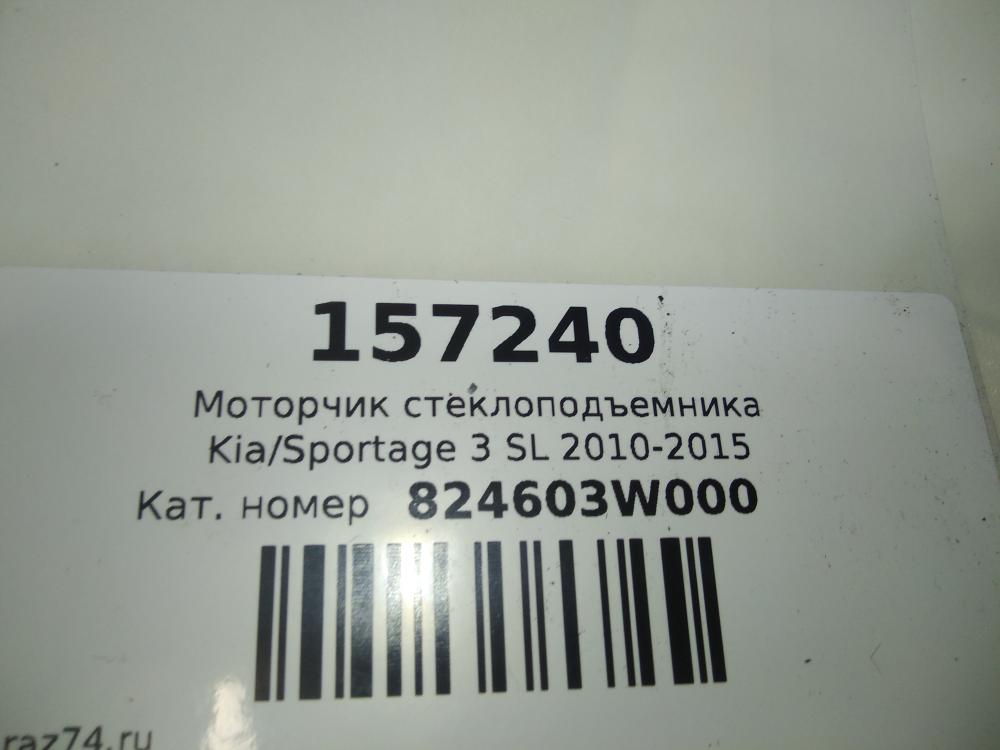 157240
Моторчик стеклоподъемника
Kia/Sportage 3 SL 2010-2015
Кат. номер 824603W000
raz74.ru